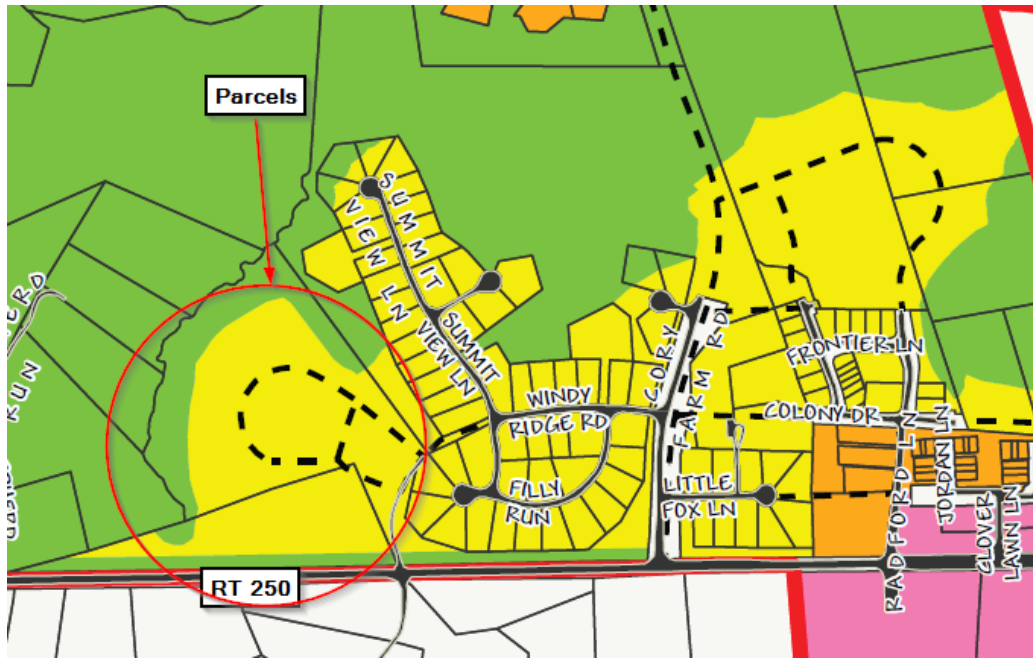 Parcels
SUMMIT
VIEW LN
SUMMIT
VIEW LN
CORY
FARM RD
FRONTIER LN
WINDY
RIDGE RD
COLONY DR
FILLY
RUN
LITTLE
FOX LN
RADFORD LN
JORDAN LN
CLOVER
LAWN LN
RUN
RT 250